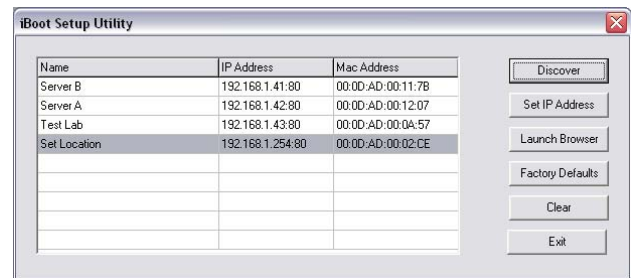 iBoot Setup Utility
Name IP Address Mac Address
Server B 192.168.1.41:80 00:0D:AD:00:11:7B
Server A 192.168.1.42:80 00:0D:AD:00:12:07
Test Lab 192.168.1.43:80 00:0D:AD:00:0A:57
Set Location 192.168.1.254:80 00:0D:AD:00:02:CE
Discover
Set IP Address
Launch Browser
Factory Defaults
Clear
Exit